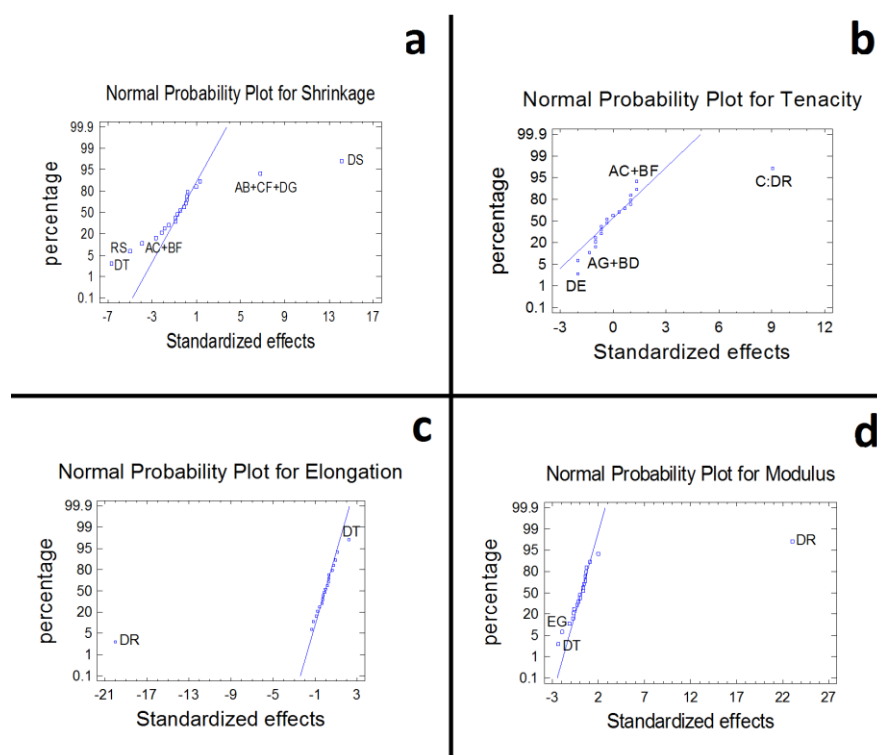 a
Normal Probability Plot for Shrinkage
99.9
99
95
80
50
20
5
1
0.1
percentage
DS
AB+CF+DG
RS
AC+BF
DT
-7 -3 1 5 9 13 17
Standardized effects
b
Normal Probability Plot for Tenacity
99.9
99
95
80
50
20
5
1
0.1
percentage
AC+BF
C:DR
AG+BD
DE
-3 0 3 6 9 12
Standardized effects
c
Normal Probability Plot for Elongation
99.9
99
95
80
50
20
5
1
0.1
percentage
DT
DR
-21 -17 -13 -9 -5 -1 3
Standardized effects
d
Normal Probability Plot for Modulus
99.9
99
95
80
50
20
5
1
0.1
percentage
DR
EG
DT
-3 2 7 12 17 22 27
Standardized effects